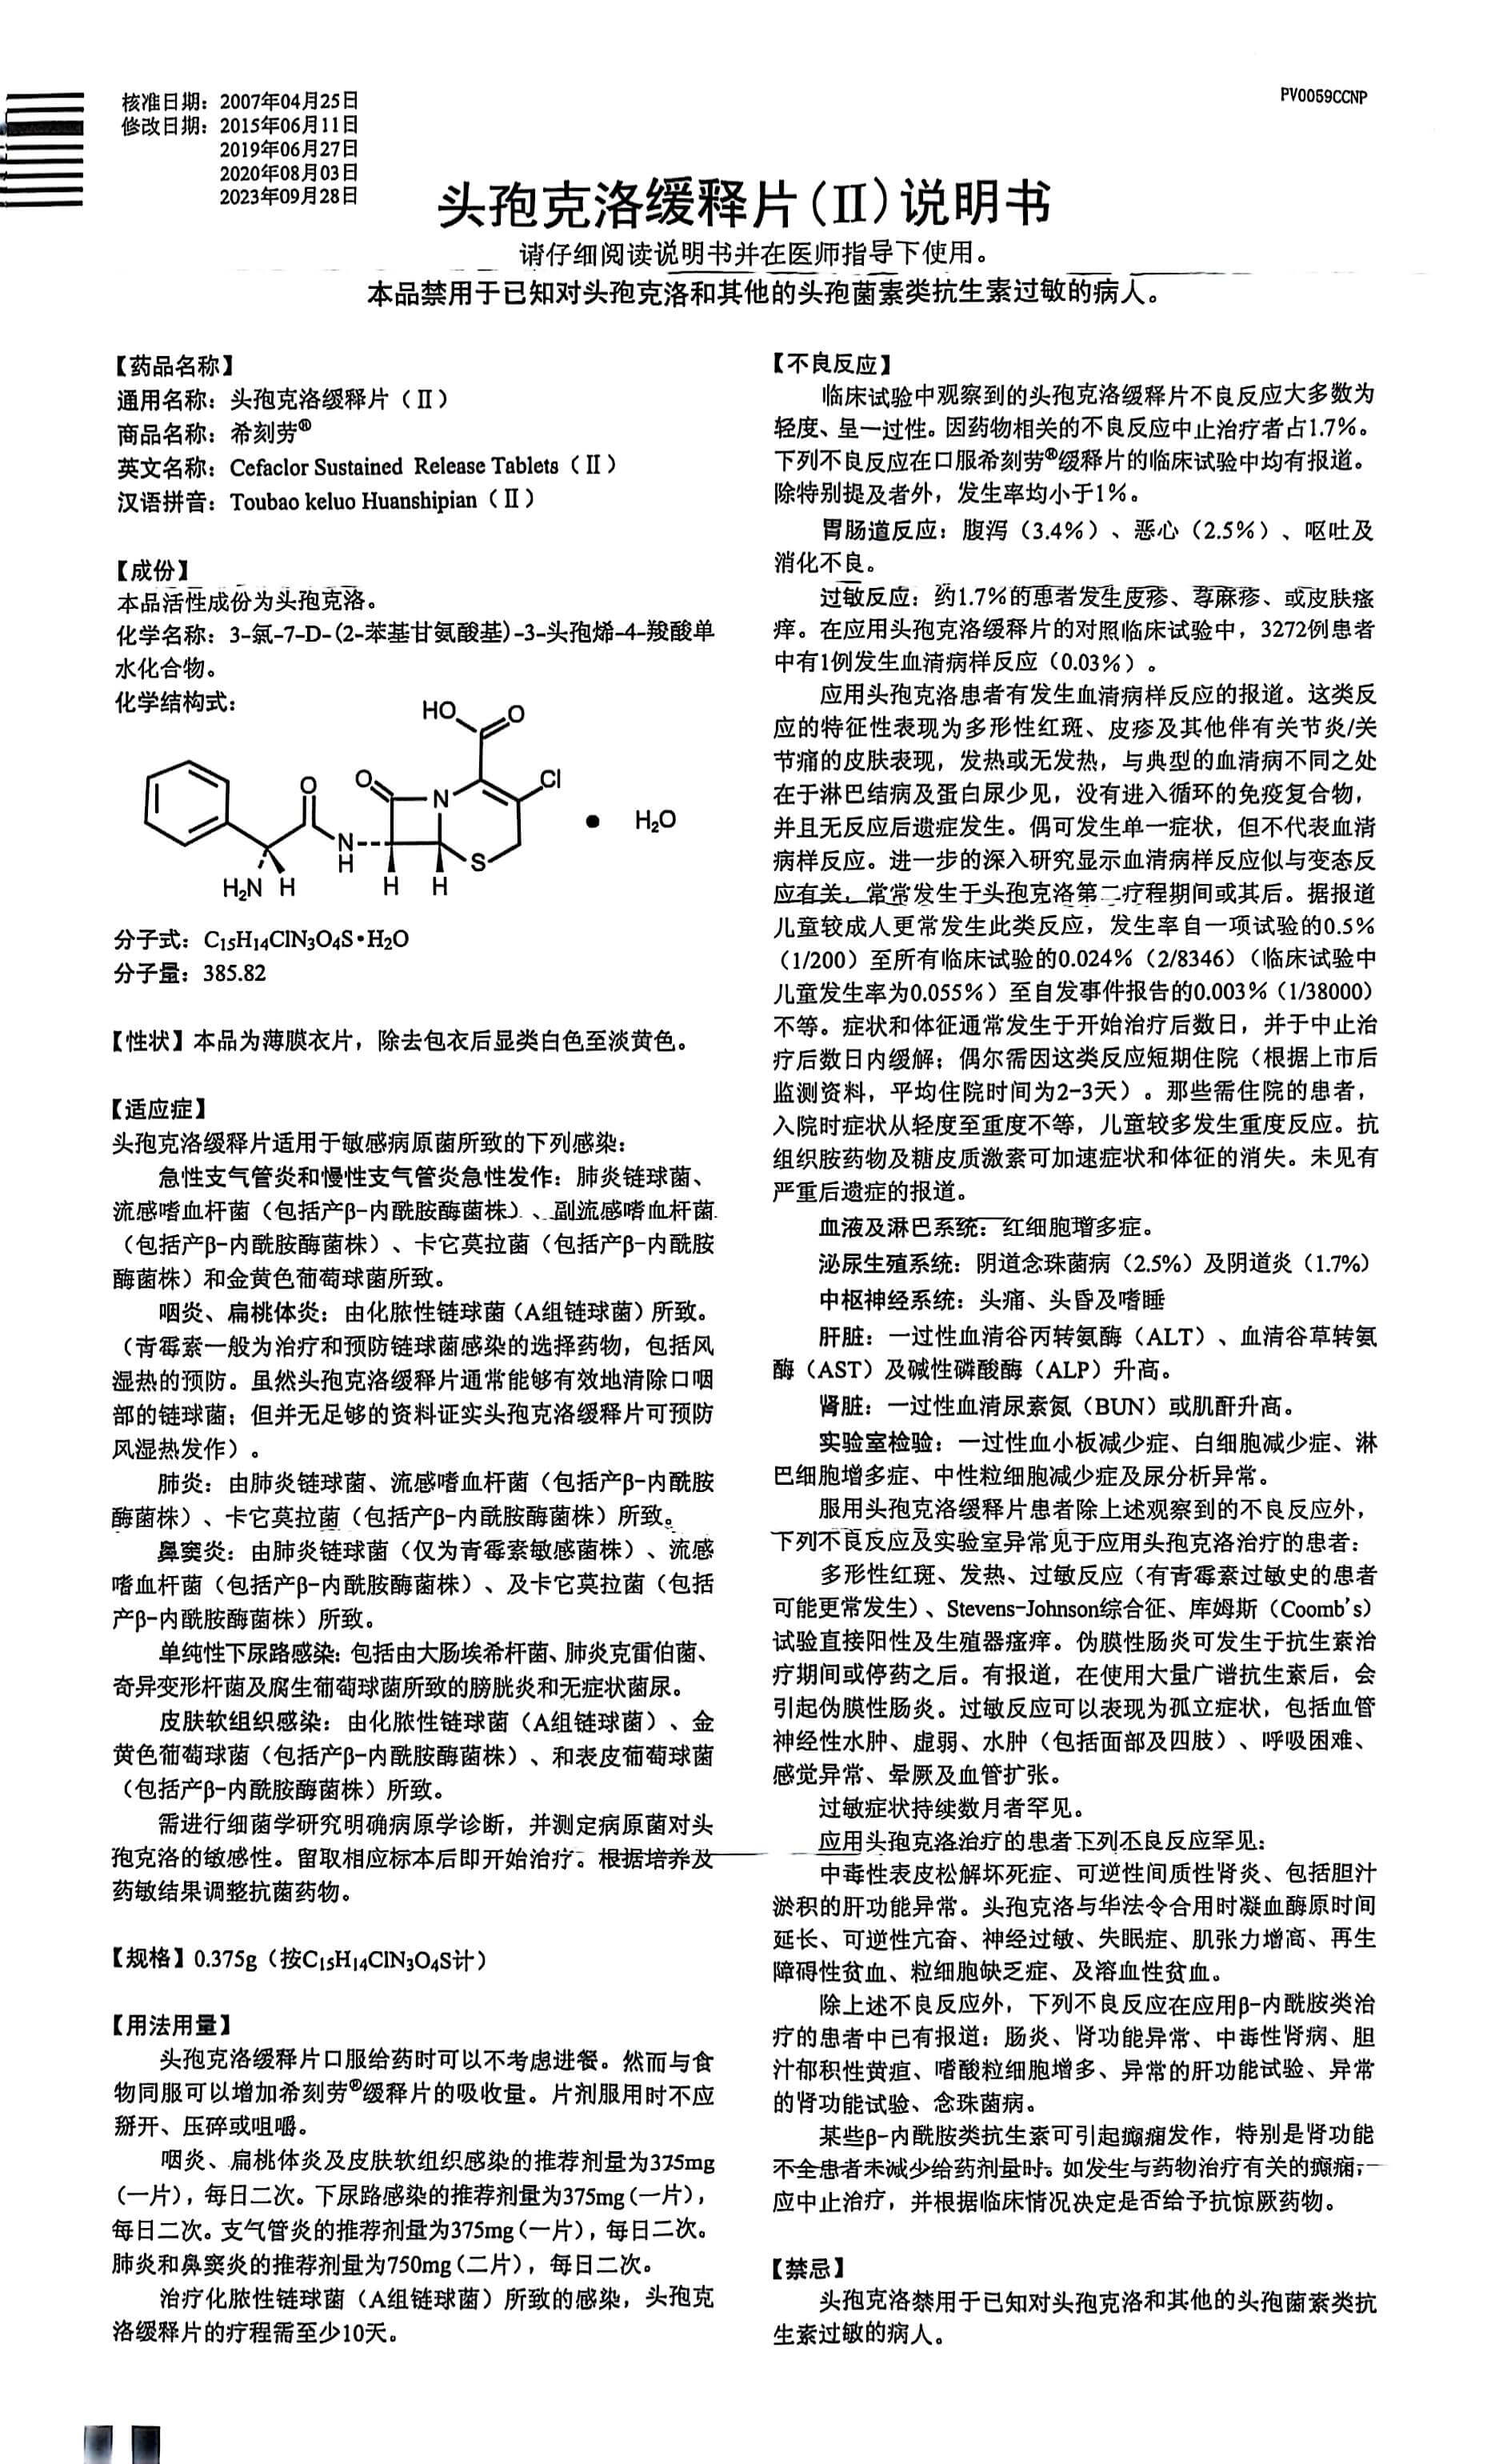 核准日期：2007年04月25日
修改日期：2015年06月11日
2019年06月27日
2020年08月03日
2023年09月28日
PV0059CCNP
头孢克洛缓释片（Ⅱ）说明书
请仔细阅读说明书并在医师指导下使用。
本品禁用于已知对头孢克洛和其他的头孢菌素类抗生素过敏的病人。
【药品名称】
通用名称：头孢克洛缓释片（Ⅱ）
商品名称：希刻劳®
英文名称：Cefaclor Sustained Release Tablets（Ⅱ）
汉语拼音：Toubao keluo Huanshipian（Ⅱ）
【成份】
本品活性成份为头孢克洛。
化学名称：3-氯-7-D-(2-苯基甘氨酸基)-3-头孢烯-4-羧酸单
水化合物。
化学结构式：
HO O
O O N Cl
N H S • H₂O
H₂N H H H
分子式：C₁₅H₁₄ClN₃O₄S•H₂O
分子量：385.82
【性状】本品为薄膜衣片，除去包衣后显类白色至淡黄色。
【适应症】
头孢克洛缓释片适用于敏感病原菌所致的下列感染：
急性支气管炎和慢性支气管炎急性发作：肺炎链球菌、
流感嗜血杆菌（包括产β-内酰胺酶菌株）、副流感嗜血杆菌
（包括产β-内酰胺酶菌株）、卡它莫拉菌（包括产β-内酰胺
酶菌株）和金黄色葡萄球菌所致。
咽炎、扁桃体炎：由化脓性链球菌（A组链球菌）所致。
（青霉素一般为治疗和预防链球菌感染的选择药物，包括风
湿热的预防。虽然头孢克洛缓释片通常能够有效地清除口咽
部的链球菌；但并无足够的资料证实头孢克洛缓释片可预防
风湿热发作）。
肺炎：由肺炎链球菌、流感嗜血杆菌（包括产β-内酰胺
酶菌株）、卡它莫拉菌（包括产β-内酰胺酶菌株）所致。
鼻窦炎：由肺炎链球菌（仅为青霉素敏感菌株）、流感
嗜血杆菌（包括产β-内酰胺酶菌株）、及卡它莫拉菌（包括
产β-内酰胺酶菌株）所致。
单纯性下尿路感染：包括由大肠埃希杆菌、肺炎克雷伯菌、
奇异变形杆菌及腐生葡萄球菌所致的膀胱炎和无症状菌尿。
皮肤软组织感染：由化脓性链球菌（A组链球菌）、金
黄色葡萄球菌（包括产β-内酰胺酶菌株）、和表皮葡萄球菌
（包括产β-内酰胺酶菌株）所致。
需进行细菌学研究明确病原学诊断，并测定病原菌对头
孢克洛的敏感性。留取相应标本后即开始治疗。根据培养及
药敏结果调整抗菌药物。
【规格】0.375g（按C₁₅H₁₄ClN₃O₄S计）
【用法用量】
头孢克洛缓释片口服给药时可以不考虑进餐。然而与食
物同服可以增加希刻劳®缓释片的吸收量。片剂服用时不应
掰开、压碎或咀嚼。
咽炎、扁桃体炎及皮肤软组织感染的推荐剂量为375mg
（一片），每日二次。下尿路感染的推荐剂量为375mg（一片），
每日二次。支气管炎的推荐剂量为375mg（一片），每日二次。
肺炎和鼻窦炎的推荐剂量为750mg（二片），每日二次。
治疗化脓性链球菌（A组链球菌）所致的感染，头孢克
洛缓释片的疗程需至少10天。
【不良反应】
临床试验中观察到的头孢克洛缓释片不良反应大多数为
轻度、呈一过性。因药物相关的不良反应中止治疗者占1.7%。
下列不良反应在口服希刻劳®缓释片的临床试验中均有报道。
除特别提及者外，发生率均小于1%。
胃肠道反应：腹泻（3.4%）、恶心（2.5%）、呕吐及
消化不良。
过敏反应：约1.7%的患者发生皮疹、荨麻疹、或皮肤瘙
痒。在应用头孢克洛缓释片的对照临床试验中，3272例患者
中有1例发生血清病样反应（0.03%）。
应用头孢克洛患者有发生血清病样反应的报道。这类反
应的特征性表现为多形性红斑、皮疹及其他伴有关节炎/关
节痛的皮肤表现，发热或无发热，与典型的血清病不同之处
在于淋巴结病及蛋白尿少见，没有进入循环的免疫复合物，
并且无反应后遗症发生。偶可发生单一症状，但不代表血清
病样反应。进一步的深入研究显示血清病样反应似与变态反
应有关，常常发生于头孢克洛第二疗程期间或其后。据报道
儿童较成人更常发生此类反应，发生率自一项试验的0.5%
（1/200）至所有临床试验的0.024%（2/8346）（临床试验中
儿童发生率为0.055%）至自发事件报告的0.003%（1/38000）
不等。症状和体征通常发生于开始治疗后数日，并于中止治
疗后数日内缓解；偶尔需因这类反应短期住院（根据上市后
监测资料，平均住院时间为2-3天）。那些需住院的患者，
入院时症状从轻度至重度不等，儿童较多发生重度反应。抗
组织胺药物及糖皮质激素可加速症状和体征的消失。未见有
严重后遗症的报道。
血液及淋巴系统：红细胞增多症。
泌尿生殖系统：阴道念珠菌病（2.5%）及阴道炎（1.7%）
中枢神经系统：头痛、头昏及嗜睡
肝脏：一过性血清谷丙转氨酶（ALT）、血清谷草转氨
酶（AST）及碱性磷酸酶（ALP）升高。
肾脏：一过性血清尿素氮（BUN）或肌酐升高。
实验室检验：一过性血小板减少症、白细胞减少症、淋
巴细胞增多症、中性粒细胞减少症及尿分析异常。
服用头孢克洛缓释片患者除上述观察到的不良反应外，
下列不良反应及实验室异常见于应用头孢克洛治疗的患者：
多形性红斑、发热、过敏反应（有青霉素过敏史的患者
可能更常发生）、Stevens-Johnson综合征、库姆斯（Coomb's）
试验直接阳性及生殖器瘙痒。伪膜性肠炎可发生于抗生素治
疗期间或停药之后。有报道，在使用大量广谱抗生素后，会
引起伪膜性肠炎。过敏反应可以表现为孤立症状，包括血管
神经性水肿、虚弱、水肿（包括面部及四肢）、呼吸困难、
感觉异常、晕厥及血管扩张。
过敏症状持续数月者罕见。
应用头孢克洛治疗的患者下列不良反应罕见：
中毒性表皮松解坏死症、可逆性间质性肾炎、包括胆汁
淤积的肝功能异常。头孢克洛与华法令合用时凝血酶原时间
延长、可逆性亢奋、神经过敏、失眠症、肌张力增高、再生
障碍性贫血、粒细胞缺乏症、及溶血性贫血。
除上述不良反应外，下列不良反应在应用β-内酰胺类治
疗的患者中已有报道：肠炎、肾功能异常、中毒性肾病、胆
汁郁积性黄疸、嗜酸粒细胞增多、异常的肝功能试验、异常
的肾功能试验、念珠菌病。
某些β-内酰胺类抗生素可引起癫痫发作，特别是肾功能
不全患者未减少给药剂量时。如发生与药物治疗有关的癫痫，
应中止治疗，并根据临床情况决定是否给予抗惊厥药物。
【禁忌】
头孢克洛禁用于已知对头孢克洛和其他的头孢菌素类抗
生素过敏的病人。